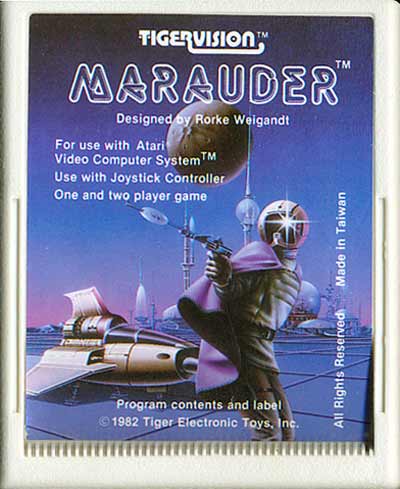 TIGERVISION™
MARAUDER™
Designed by Rorke Weigandt
For use with Atari
Video Computer System™
Use with Joystick Controller
One and two player game
All Rights Reserved Made in Taiwan
Program contents and label
© 1982 Tiger Electronic Toys, Inc.